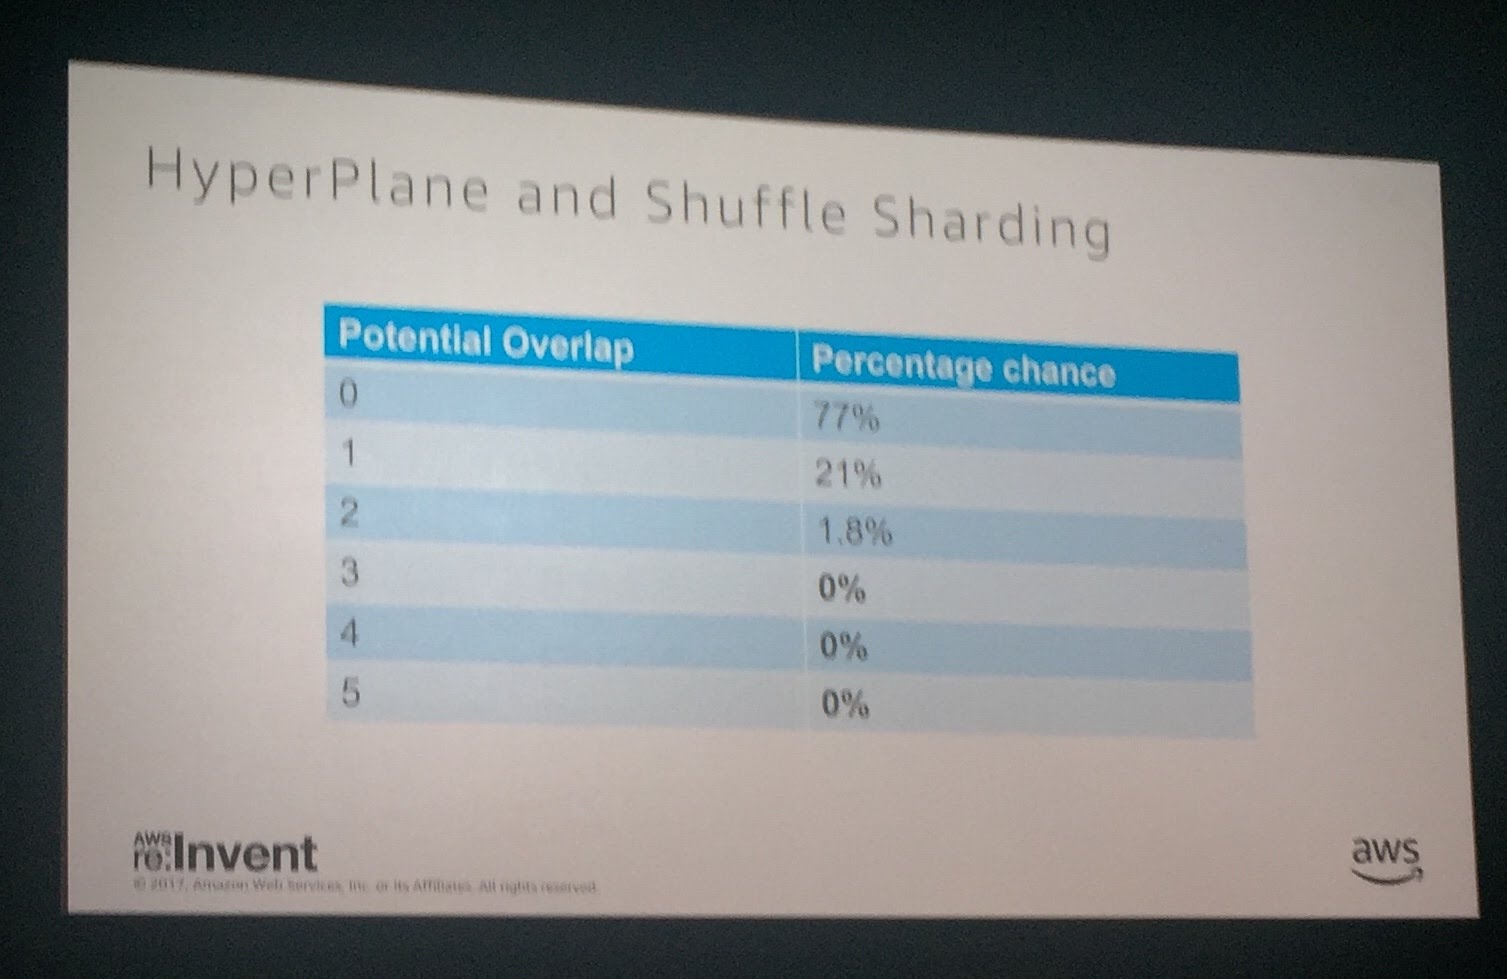 HyperPlane and Shuffle Sharding
Potential Overlap Percentage chance
0 77%
1 21%
2 1.8%
3 0%
4 0%
5 0%
AWS
re:Invent
© 2017, Amazon Web Services, Inc. or its Affiliates. All rights reserved.
aws